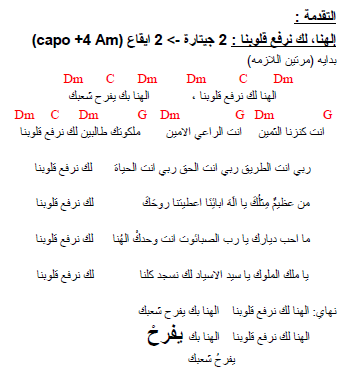 التقدمة :
إلهنا، لك نرفع قلوبنا : 2 جيتارة -> 2 ايقاع (capo +4 Am)
بدايه (مرتين اللازمه)
Dm C Dm Dm C Dm
الهنا لك نرفع قلوبنا ، الهنا بك يفرح شعبك
Dm C Dm G Dm G Dm G
انت كنزنا الثمين انت الراعي الامين ملكوتك طالبين لك نرفع قلوبنا
ربي انت الطريق ربي انت الحق ربي انت الحياة لك نرفع قلوبنا
من عظيمٌ مِثلُكَ يا الَهَ ابائِنا اعطيتنا روحَكَ لك نرفع قلوبنا
ما احب ديارك يا رب الصباؤوت انت وحدكَ الهُنا لك نرفع قلوبنا
يا ملك الملوك يا سيد الاسياد لك نسجد كلنا لك نرفع قلوبنا
نهاي: الهنا لك نرفع قلوبنا الهنا بك يفرح شعبك
الهنا لك نرفع قلوبنا الهنا بك يفرحْ
يفرحُ شعبك